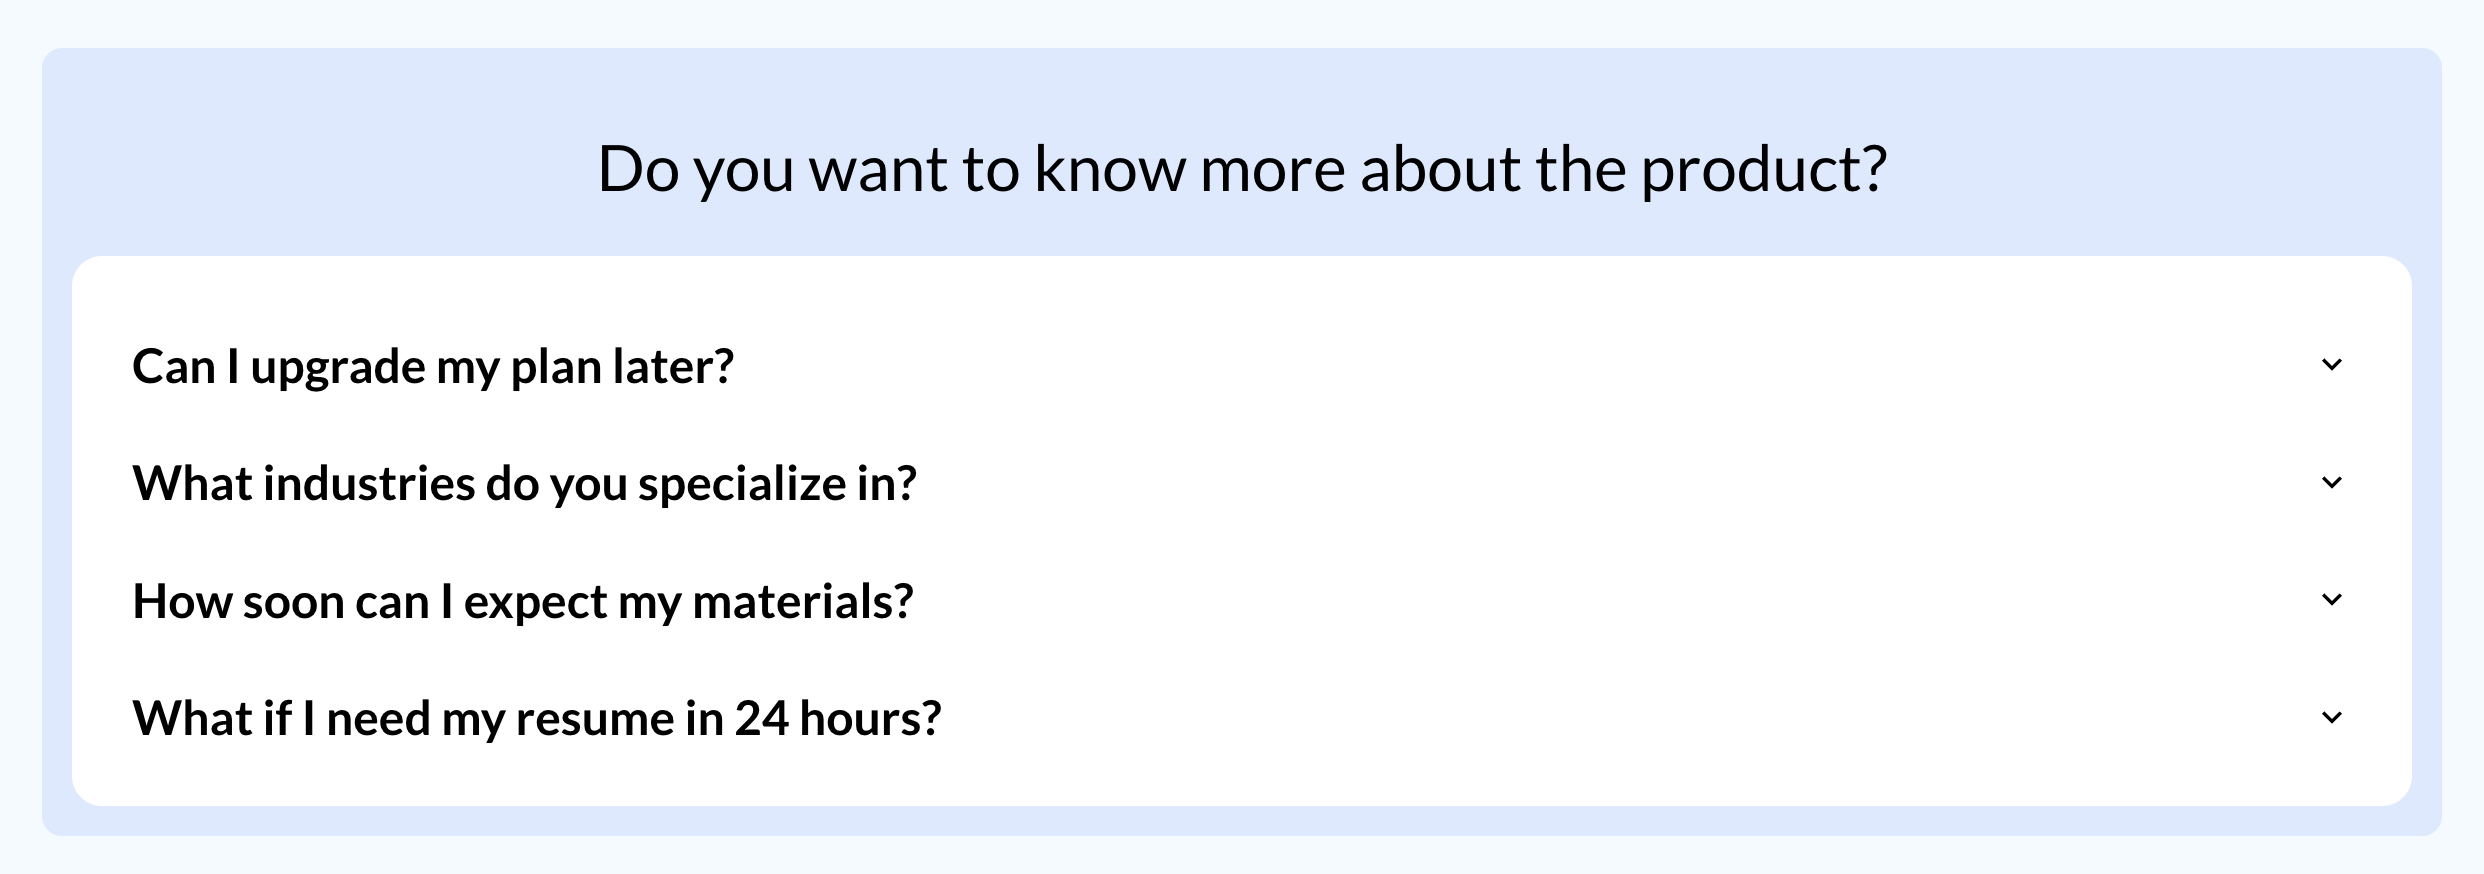 Do you want to know more about the product?
Can I upgrade my plan later?
What industries do you specialize in?
How soon can I expect my materials?
What if I need my resume in 24 hours?